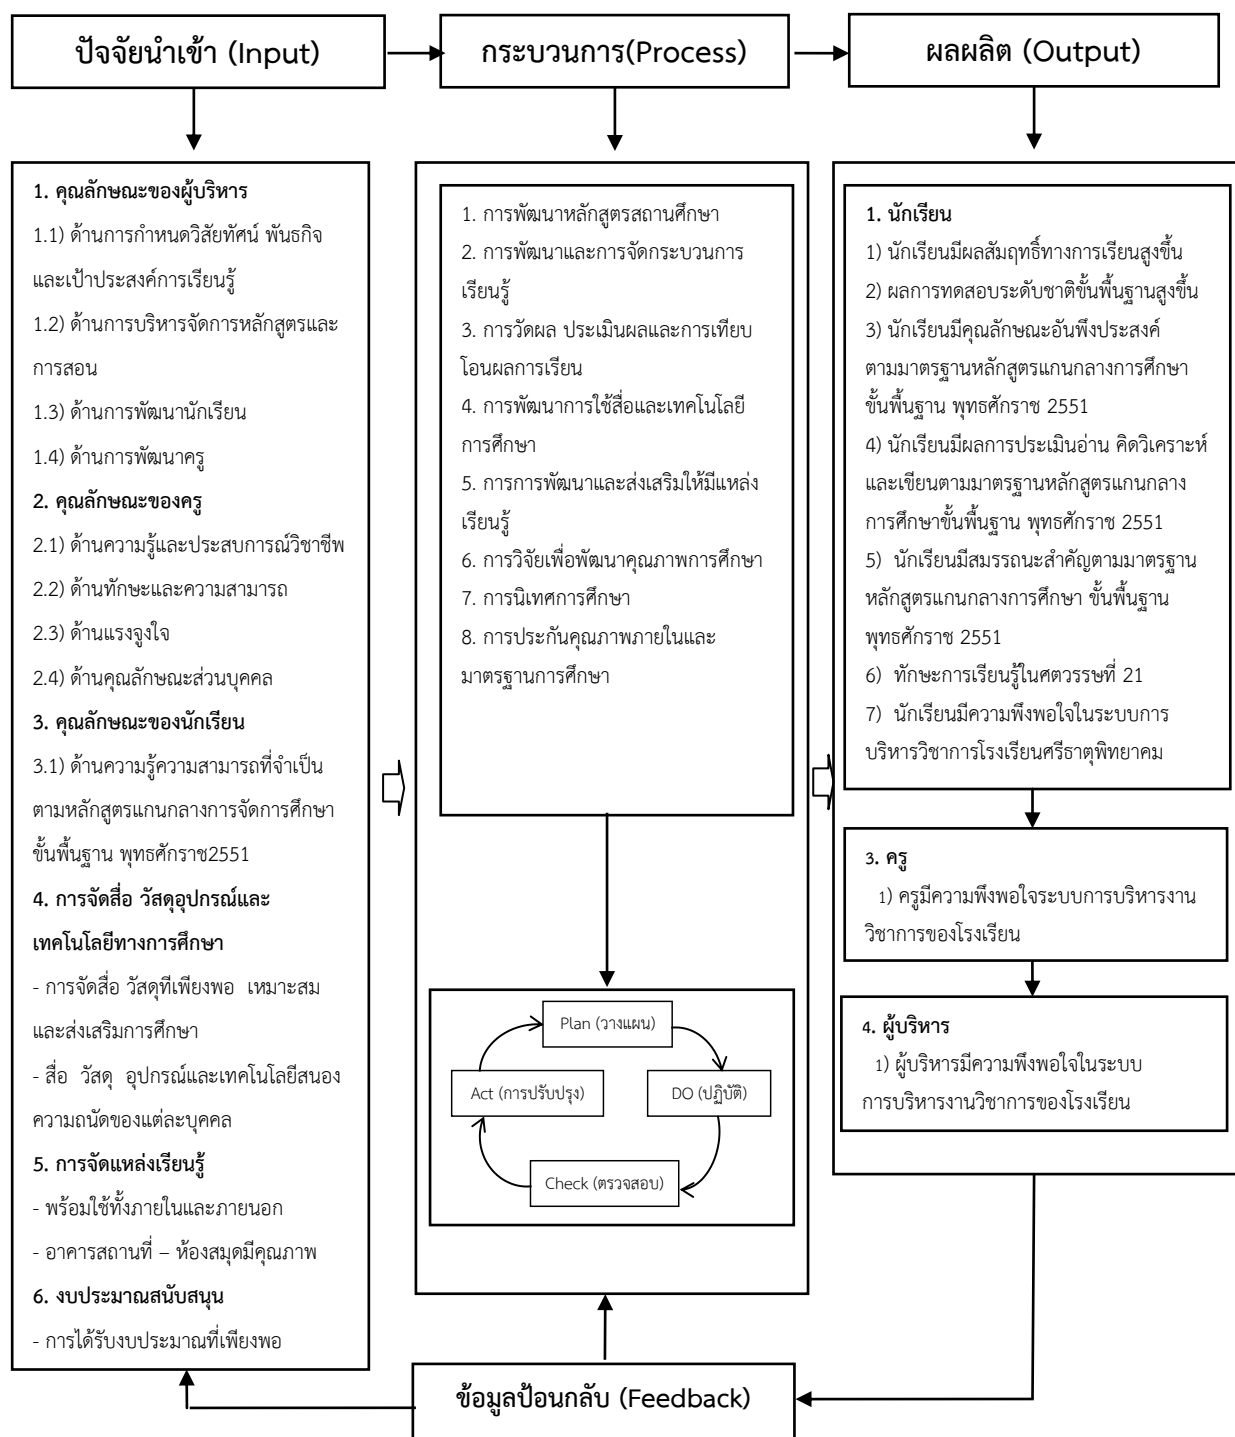 ปัจจัยนำเข้า (Input)
กระบวนการ(Process)
ผลผลิต (Output)
1. คุณลักษณะของผู้บริหาร
1.1) ด้านการกำหนดวิสัยทัศน์ พันธกิจ
และเป้าประสงค์การเรียนรู้
1.2) ด้านการบริหารจัดการหลักสูตรและ
การสอน
1.3) ด้านการพัฒนานักเรียน
1.4) ด้านการพัฒนาครู
2. คุณลักษณะของครู
2.1) ด้านความรู้และประสบการณ์วิชาชีพ
2.2) ด้านทักษะและความสามารถ
2.3) ด้านแรงจูงใจ
2.4) ด้านคุณลักษณะส่วนบุคคล
3. คุณลักษณะของนักเรียน
3.1) ด้านความรู้ความสามารถที่จำเป็น
ตามหลักสูตรแกนกลางการจัดการศึกษา
ขั้นพื้นฐาน พุทธศักราช2551
4. การจัดสื่อ วัสดุอุปกรณ์และ
เทคโนโลยีทางการศึกษา
- การจัดสื่อ วัสดุทีเพียงพอ เหมาะสม
และส่งเสริมการศึกษา
- สื่อ วัสดุ อุปกรณ์และเทคโนโลยีสนอง
ความถนัดของแต่ละบุคคล
5. การจัดแหล่งเรียนรู้
- พร้อมใช้ทั้งภายในและภายนอก
- อาคารสถานที่ – ห้องสมุดมีคุณภาพ
6. งบประมาณสนับสนุน
- การได้รับงบประมาณที่เพียงพอ
1. การพัฒนาหลักสูตรสถานศึกษา
2. การพัฒนาและการจัดกระบวนการ
เรียนรู้
3. การวัดผล ประเมินผลและการเทียบ
โอนผลการเรียน
4. การพัฒนาการใช้สื่อและเทคโนโลยี
การศึกษา
5. การการพัฒนาและส่งเสริมให้มีแหล่ง
เรียนรู้
6. การวิจัยเพื่อพัฒนาคุณภาพการศึกษา
7. การนิเทศการศึกษา
8. การประกันคุณภาพภายในและ
มาตรฐานการศึกษา
Plan (วางแผน)
Act (การปรับปรุง)
DO (ปฏิบัติ)
Check (ตรวจสอบ)
1. นักเรียน
1) นักเรียนมีผลสัมฤทธิ์ทางการเรียนสูงขึ้น
2) ผลการทดสอบระดับชาติขั้นพื้นฐานสูงขึ้น
3) นักเรียนมีคุณลักษณะอันพึงประสงค์
ตามมาตรฐานหลักสูตรแกนกลางการศึกษา
ขั้นพื้นฐาน พุทธศักราช 2551
4) นักเรียนมีผลการประเมินอ่าน คิดวิเคราะห์
และเขียนตามมาตรฐานหลักสูตรแกนกลาง
การศึกษาขั้นพื้นฐาน พุทธศักราช 2551
5) นักเรียนมีสมรรถนะสำคัญตามมาตรฐาน
หลักสูตรแกนกลางการศึกษา ขั้นพื้นฐาน
พุทธศักราช 2551
6) ทักษะการเรียนรู้ในศตวรรษที่ 21
7) นักเรียนมีความพึงพอใจในระบบการ
บริหารวิชาการโรงเรียนศรีธาตุพิทยาคม
3. ครู
1) ครูมีความพึงพอใจระบบการบริหารงาน
วิชาการของโรงเรียน
4. ผู้บริหาร
1) ผู้บริหารมีความพึงพอใจในระบบ
การบริหารงานวิชาการของโรงเรียน
ข้อมูลป้อนกลับ (Feedback)